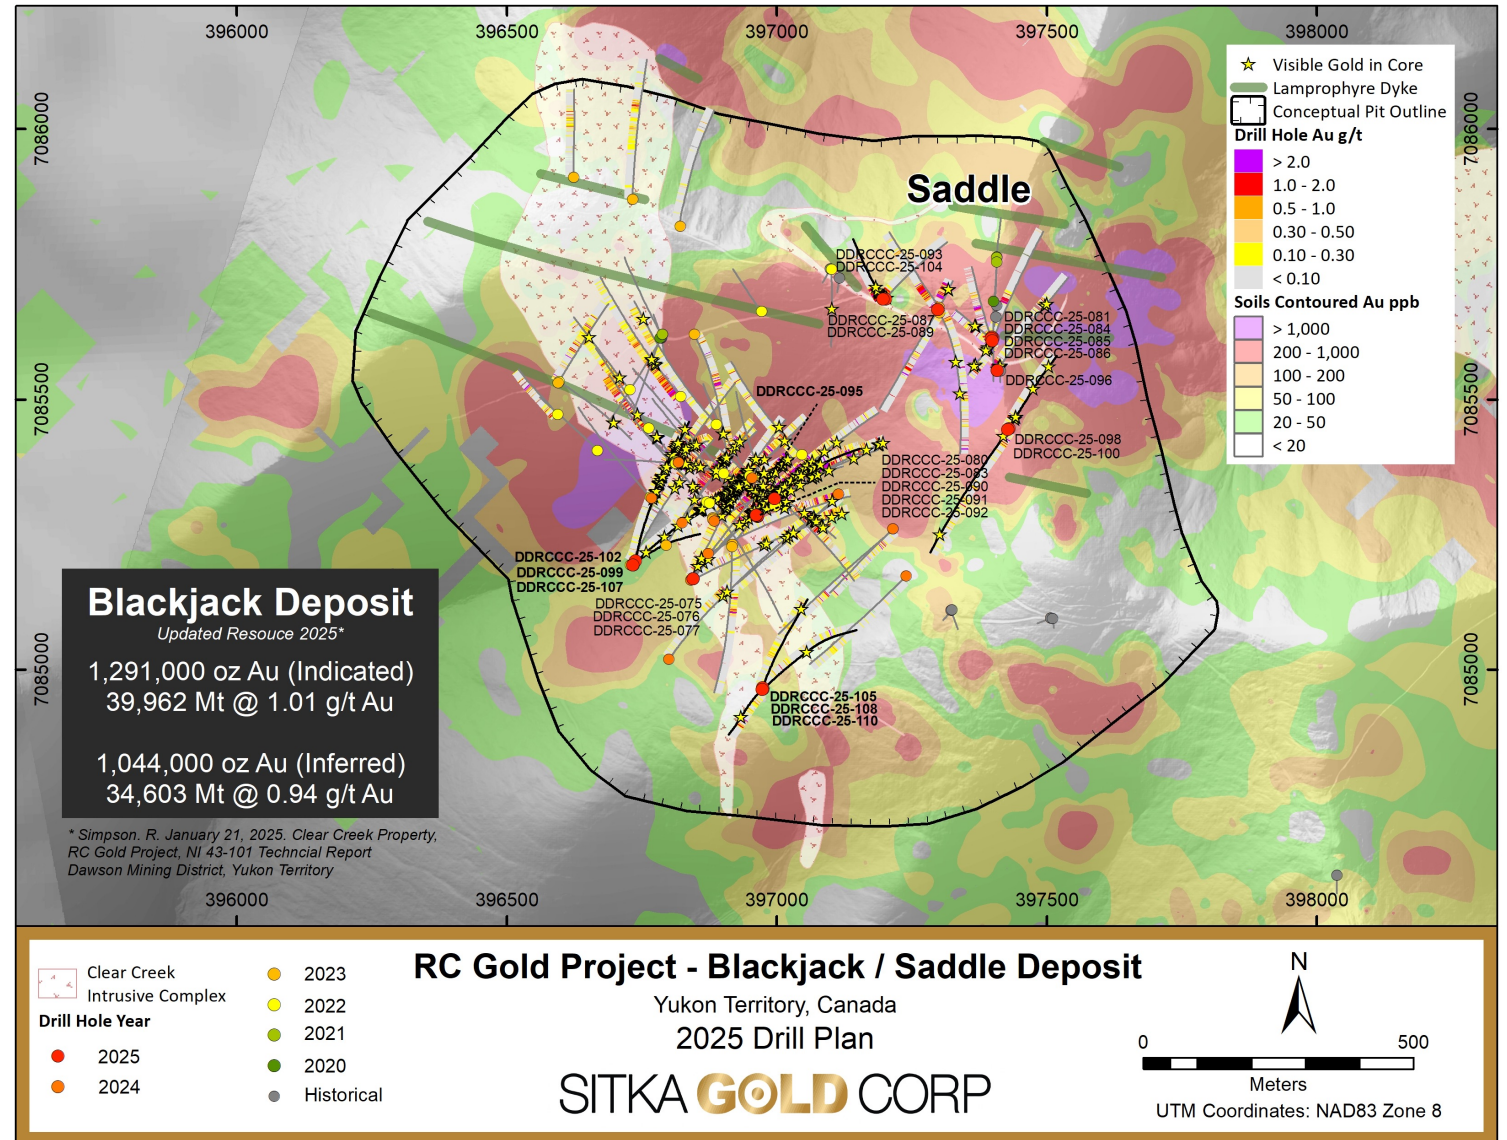 396000
396500
397000
397500
398000
7086000
7085500
7085000
7086000
7085500
7085000
Visible Gold in Core
Lamprophyre Dyke
Conceptual Pit Outline
Drill Hole Au g/t
> 2.0
1.0 - 2.0
0.5 - 1.0
0.30 - 0.50
0.10 - 0.30
< 0.10
Soils Contoured Au ppb
> 1,000
200 - 1,000
100 - 200
50 - 100
20 - 50
< 20
Saddle
DDRCCC-25-093
DDRCCC-25-104
DDRCCC-25-087
DDRCCC-25-089
DDRCCC-25-081
DDRCCC-25-084
DDRCCC-25-085
DDRCCC-25-086
DDRCCC-25-096
DDRCCC-25-095
DDRCCC-25-098
DDRCCC-25-100
DDRCCC-25-080
DDRCCC-25-083
DDRCCC-25-090
DDRCCC-25-091
DDRCCC-25-092
DDRCCC-25-102
DDRCCC-25-099
DDRCCC-25-107
DDRCCC-25-075
DDRCCC-25-076
DDRCCC-25-077
DDRCCC-25-105
DDRCCC-25-108
DDRCCC-25-110
Blackjack Deposit
Updated Resouce 2025*
1,291,000 oz Au (Indicated)
39,962 Mt @ 1.01 g/t Au
1,044,000 oz Au (Inferred)
34,603 Mt @ 0.94 g/t Au
* Simpson. R. January 21, 2025. Clear Creek Property,
RC Gold Project, NI 43-101 Techncial Report
Dawson Mining District, Yukon Territory
396000
396500
397000
397500
398000
Clear Creek
Intrusive Complex
Drill Hole Year
2025
2024
2023
2022
2021
2020
Historical
RC Gold Project - Blackjack / Saddle Deposit
Yukon Territory, Canada
2025 Drill Plan
SITKA GOLD CORP
N
0
500
Meters
UTM Coordinates: NAD83 Zone 8